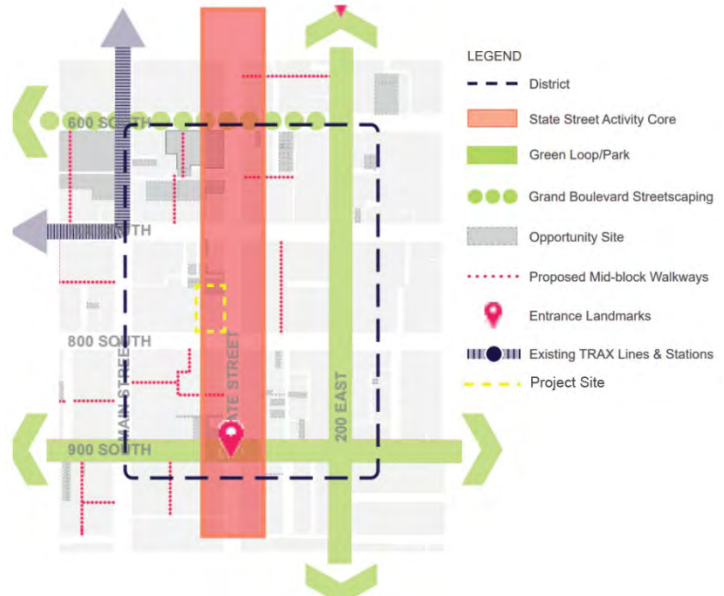 LEGEND
District
State Street Activity Core
Green Loop/Park
Grand Boulevard Streetscaping
Opportunity Site
Proposed Mid-block Walkways
Entrance Landmarks
Existing TRAX Lines & Stations
Project Site
600 SOUTH
SOUTH
800 SOUTH
900 SOUTH
MAIN STREET
ATE STREET
200 EAST